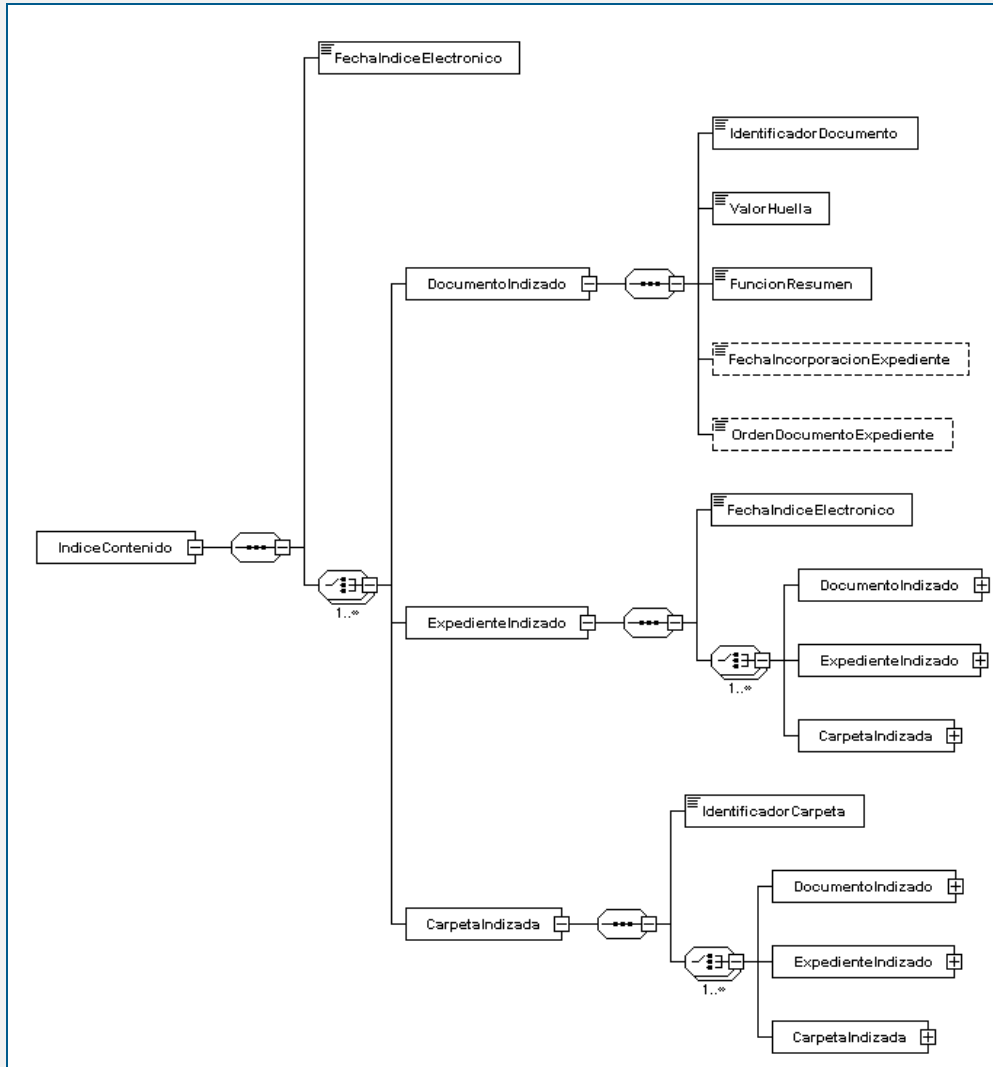 FechaIndiceElectronico
IdentificadorDocumento
ValorHuella
DocumentoIndizado
FuncionResumen
FechaIncorporacionExpediente
OrdenDocumentoExpediente
FechaIndiceElectronico
IndiceContenido
1..∞
DocumentoIndizado
ExpedienteIndizado
ExpedienteIndizado
1..∞
CarpetaIndizada
IdentificadorCarpeta
DocumentoIndizado
CarpetaIndizada
ExpedienteIndizado
1..∞
CarpetaIndizada